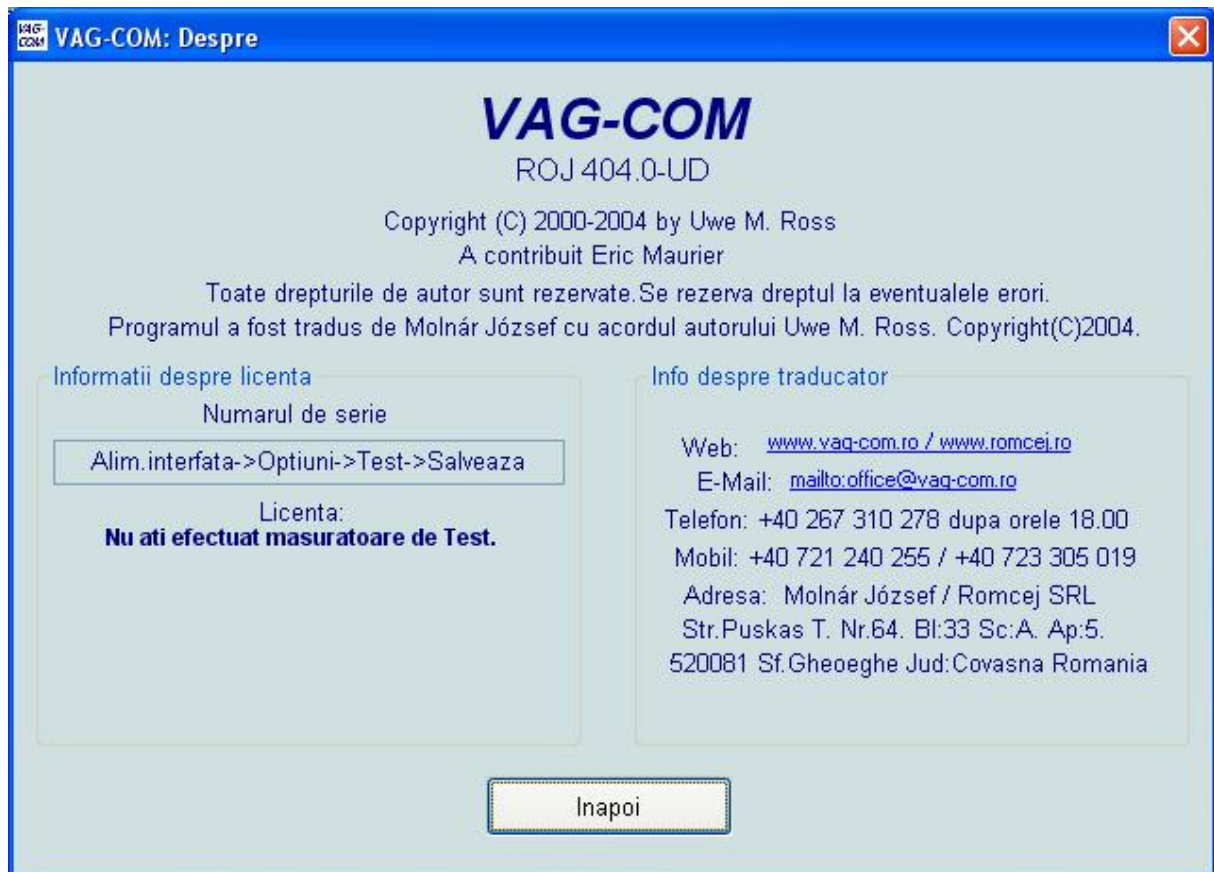 VAG-COM VAG-COM: Despre
VAG-COM
ROJ 404.0-UD
Copyright (C) 2000-2004 by Uwe M. Ross
A contribuit Eric Maurier
Toate drepturile de autor sunt rezervate.Se rezerva dreptul la eventualele erori.
Programul a fost tradus de Molnár József cu acordul autorului Uwe M. Ross. Copyright(C)2004.
Informatii despre licenta
Numarul de serie
Alim.interfata->Optiuni->Test->Salveaza
Licenta:
Nu ati efectuat masuratoare de Test.
Info despre traducator
Web: www.vag-com.ro / www.romcej.ro
E-Mail: mailto:office@vag-com.ro
Telefon: +40 267 310 278 dupa orele 18.00
Mobil: +40 721 240 255 / +40 723 305 019
Adresa: Molnár József / Romcej SRL
Str.Puskas T. Nr.64. Bl:33 Sc:A. Ap:5.
520081 Sf.Gheoeghe Jud:Covasna Romania
Inapoi